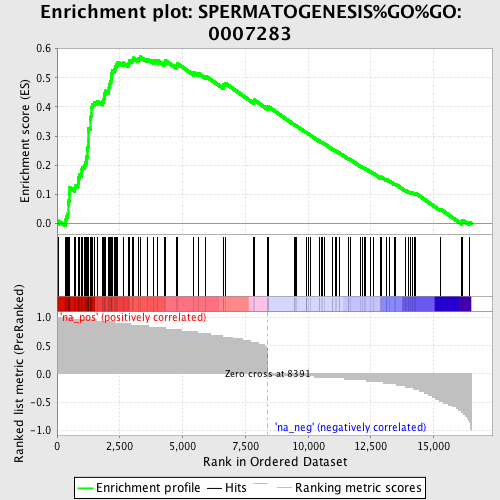 Enrichment plot: SPERMATOGENESIS%GO%GO:
0007283
Enrichment score (ES)
0.6
0.5
0.4
0.3
0.2
0.1
0.0
Ranked list metric (PreRanked)
1.0
0.5
0.0
-0.5
-1.0
'na_pos' (positively correlated)
Zero cross at 8391
'na_neg' (negatively correlated)
0
2,500
5,000
7,500
10,000
12,500
15,000
Rank in Ordered Dataset
Enrichment profile
Hits
Ranking metric scores